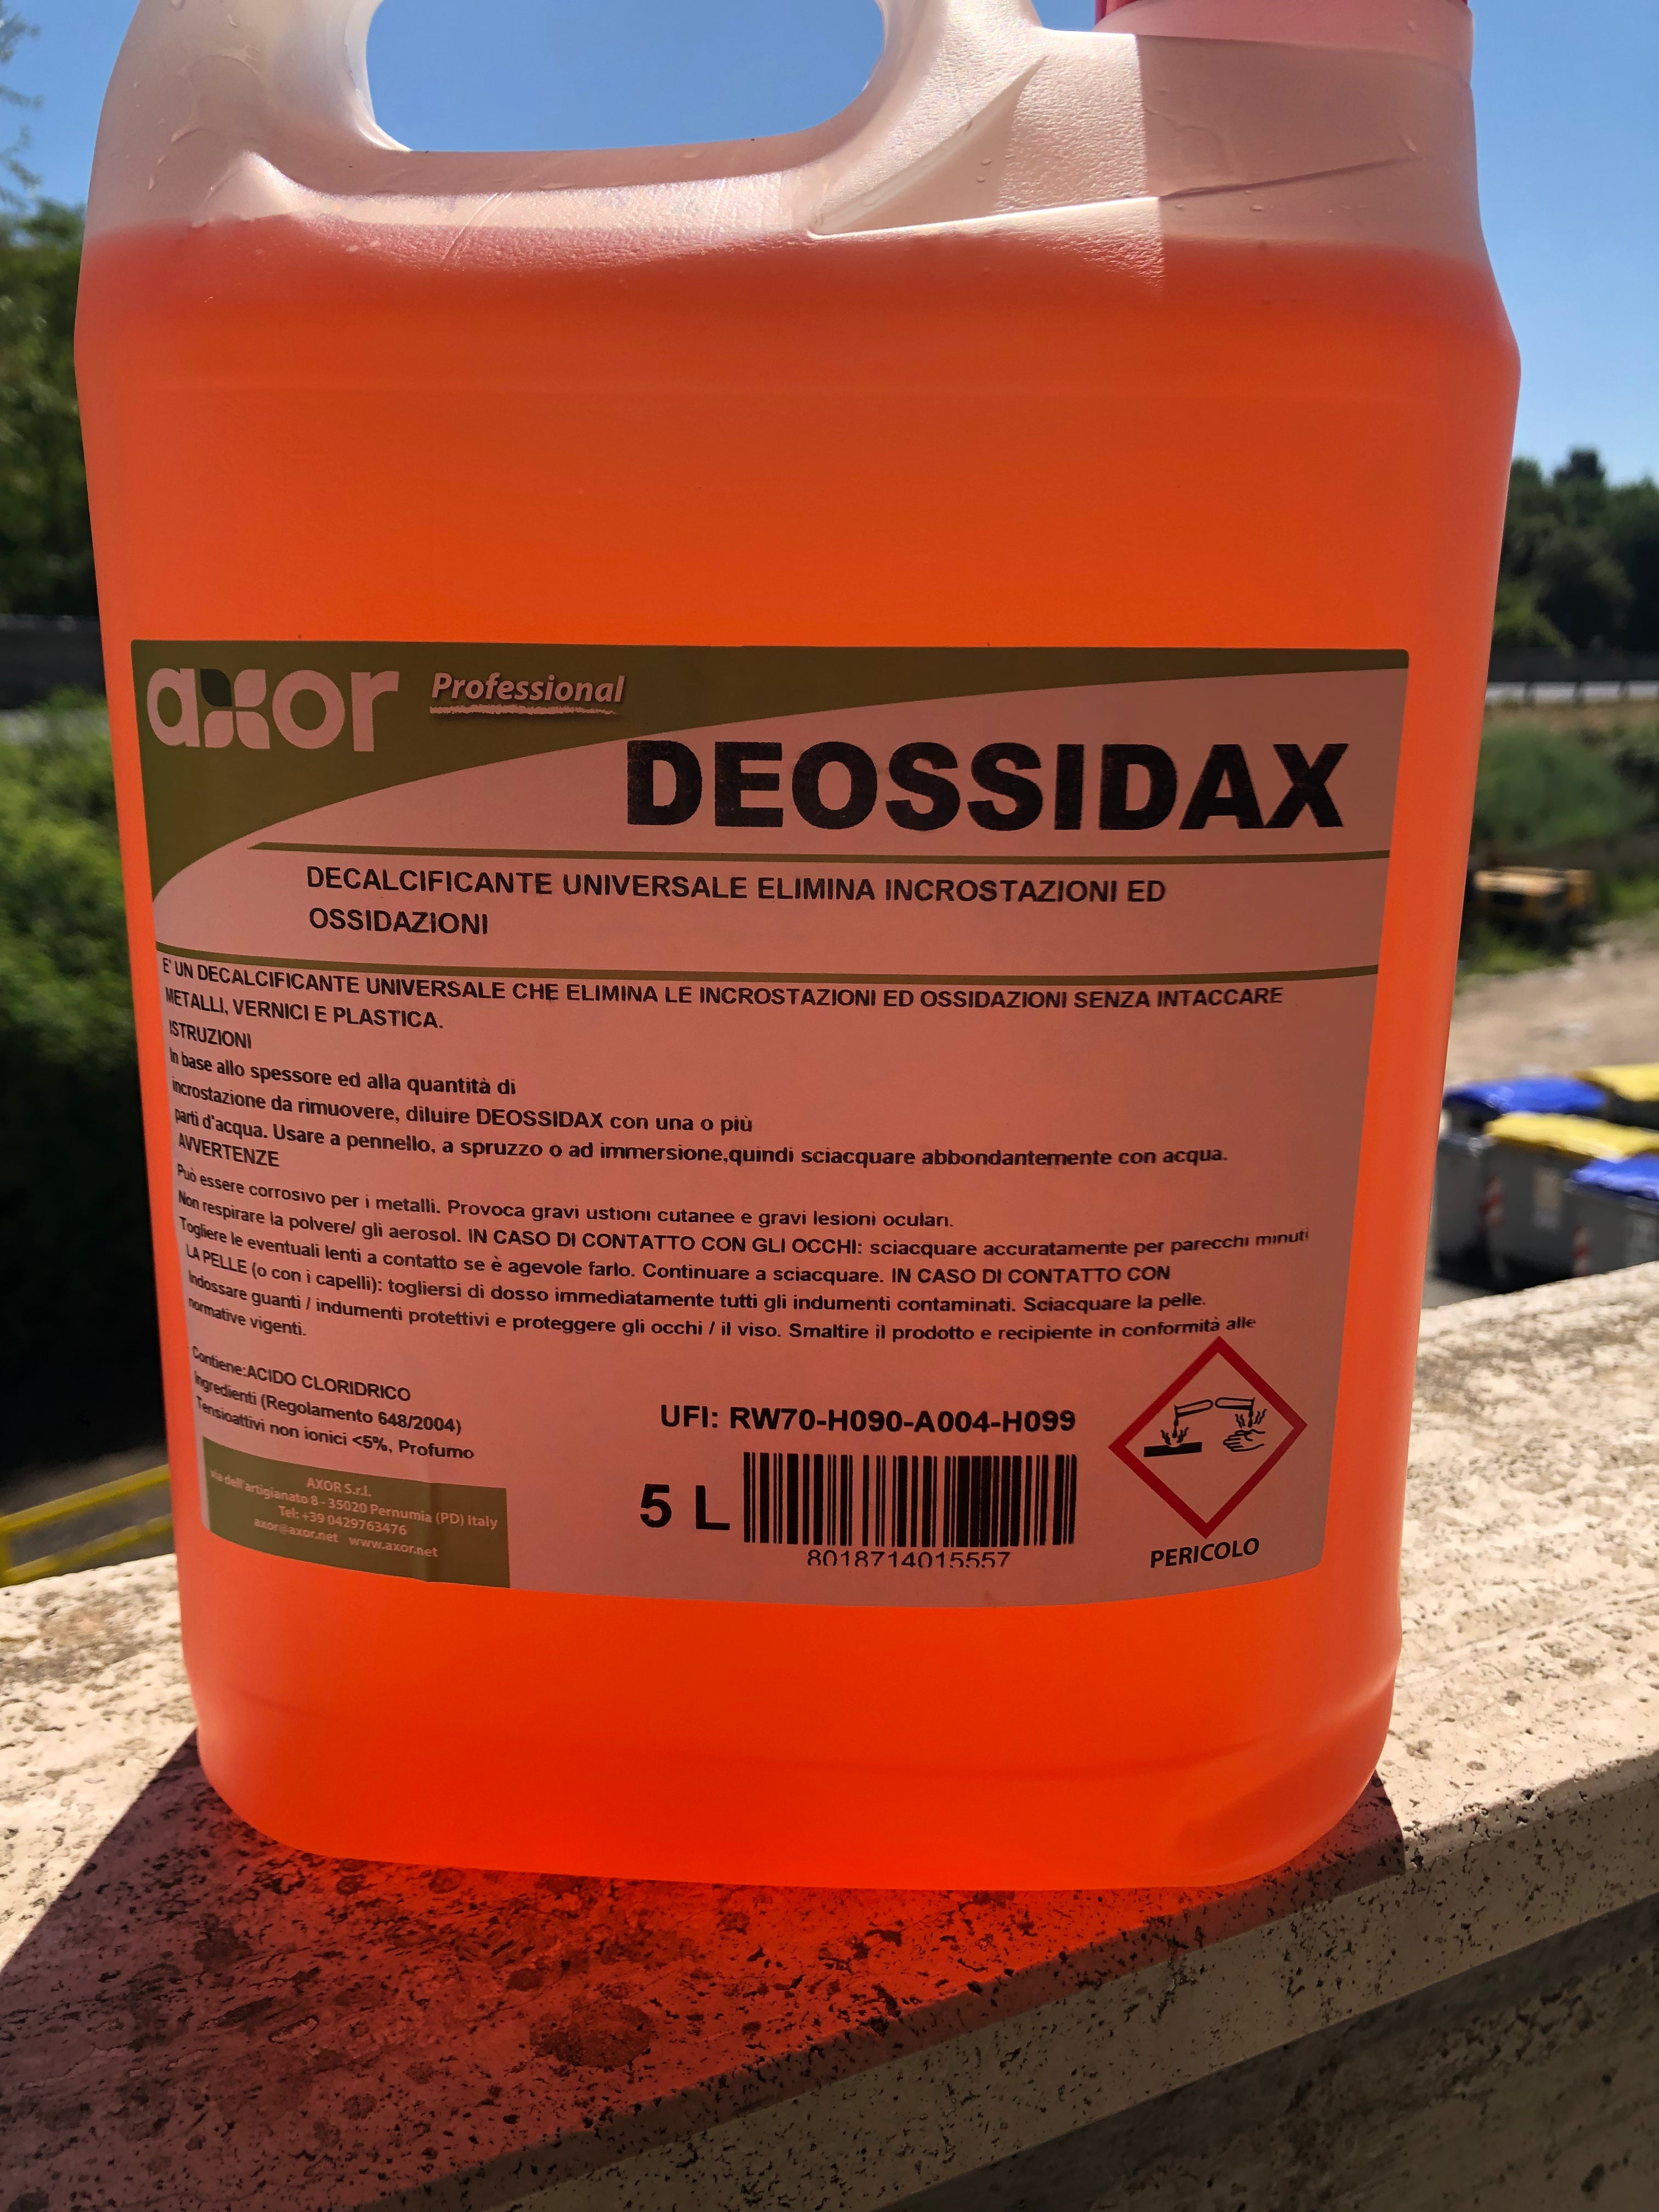 axor Professional
DEOSSIDAX
DECALCIFICANTE UNIVERSALE ELIMINA INCROSTAZIONI ED
OSSIDAZIONI
E' UN DECALCIFICANTE UNIVERSALE CHE ELIMINA LE INCROSTAZIONI ED OSSIDAZIONI SENZA INTACCARE
METALLI, VERNICI E PLASTICA.
ISTRUZIONI
In base allo spessore ed alla quantità di
incrostazione da rimuovere, diluire DEOSSIDAX con una o più
parti d'acqua. Usare a pennello, a spruzzo o ad immersione,quindi sciacquare abbondantemente con acqua.
AVVERTENZE
Può essere corrosivo per i metalli. Provoca gravi ustioni cutanee e gravi lesioni oculari.
Non respirare la polvere/ gli aerosol. IN CASO DI CONTATTO CON GLI OCCHI: sciacquare accuratamente per parecchi minuti
Togliere le eventuali lenti a contatto se è agevole farlo. Continuare a sciacquare. IN CASO DI CONTATTO CON
LA PELLE (o con i capelli): togliersi di dosso immediatamente tutti gli indumenti contaminati. Sciacquare la pelle.
Indossare guanti / indumenti protettivi e proteggere gli occhi / il viso. Smaltire il prodotto e recipiente in conformità alle
normative vigenti.
Contiene:ACIDO CLORIDRICO
Ingredienti (Regolamento 648/2004)
Tensioattivi non ionici <5%, Profumo
UFI: RW70-H090-A004-H099
5 L
8018714015557
PERICOLO
AXOR S.r.l.
via dell'artigianato 8 - 35020 Pernumia (PD) Italy
Tel: +39 0429763476
axor@axor.net www.axor.net